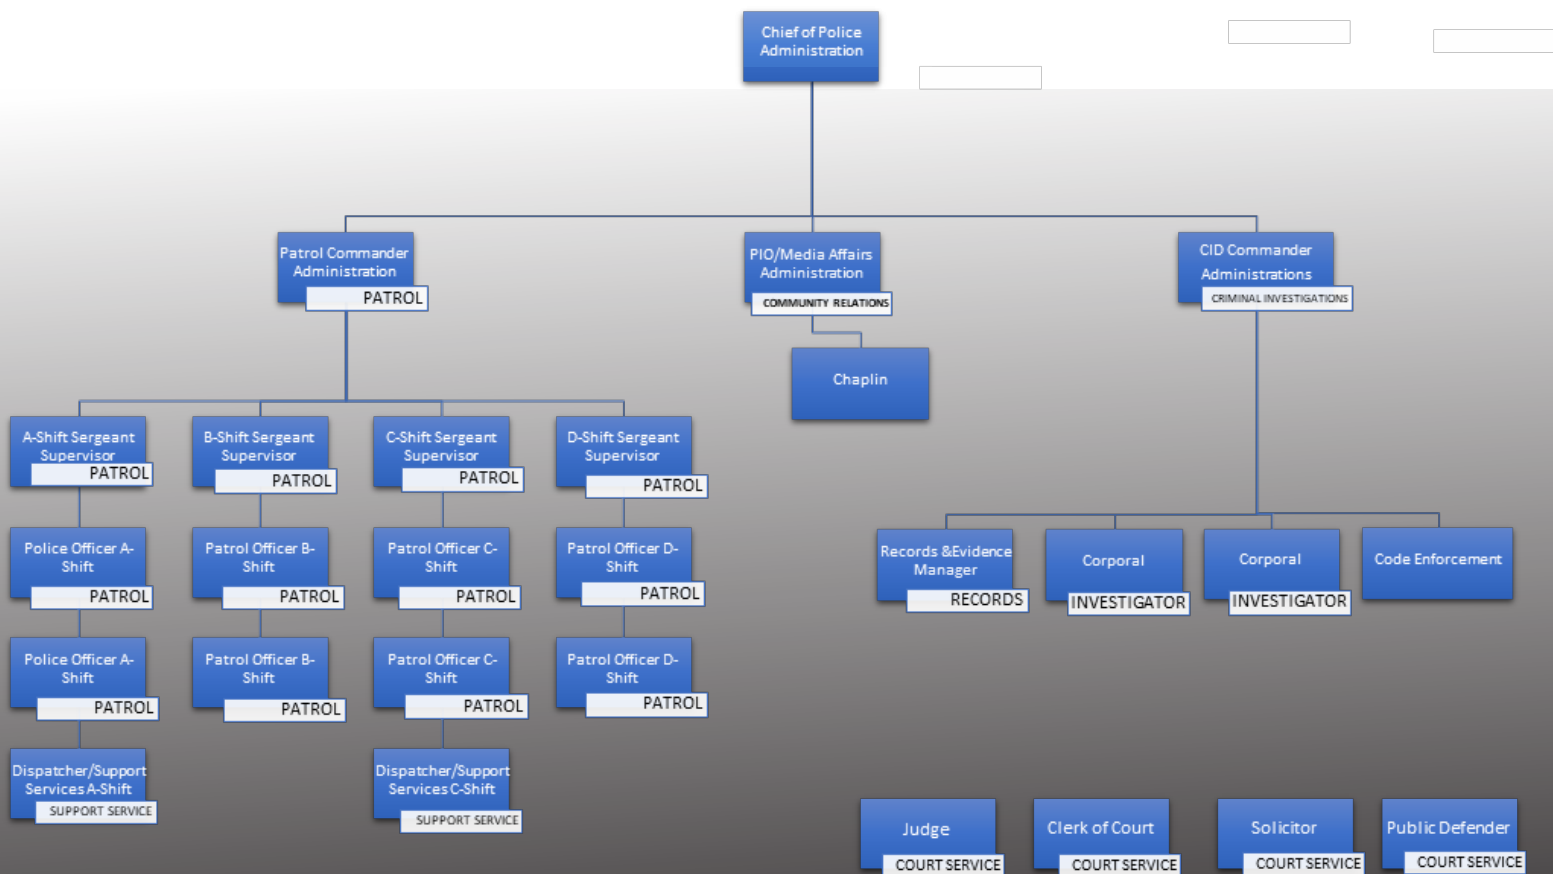 Chief of Police
Administration
Patrol Commander
Administration
PATROL
PIO/Media Affairs
Administration
COMMUNITY RELATIONS
CID Commander
Administrations
CRIMINAL INVESTIGATIONS
Chaplin
A-Shift Sergeant
Supervisor
PATROL
B-Shift Sergeant
Supervisor
PATROL
C-Shift Sergeant
Supervisor
PATROL
D-Shift Sergeant
Supervisor
PATROL
Police Officer A-
Shift
PATROL
Patrol Officer B-
Shift
PATROL
Patrol Officer C-
Shift
PATROL
Patrol Officer D-
Shift
PATROL
Records &Evidence
Manager
RECORDS
Corporal
INVESTIGATOR
Corporal
INVESTIGATOR
Code Enforcement
Police Officer A-
Shift
PATROL
Patrol Officer B-
Shift
PATROL
Patrol Officer C-
Shift
PATROL
Patrol Officer D-
Shift
PATROL
Dispatcher/Support
Services A-Shift
SUPPORT SERVICE
Dispatcher/Support
Services C-Shift
SUPPORT SERVICE
Judge
COURT SERVICE
Clerk of Court
COURT SERVICE
Solicitor
COURT SERVICE
Public Defender
COURT SERVICE